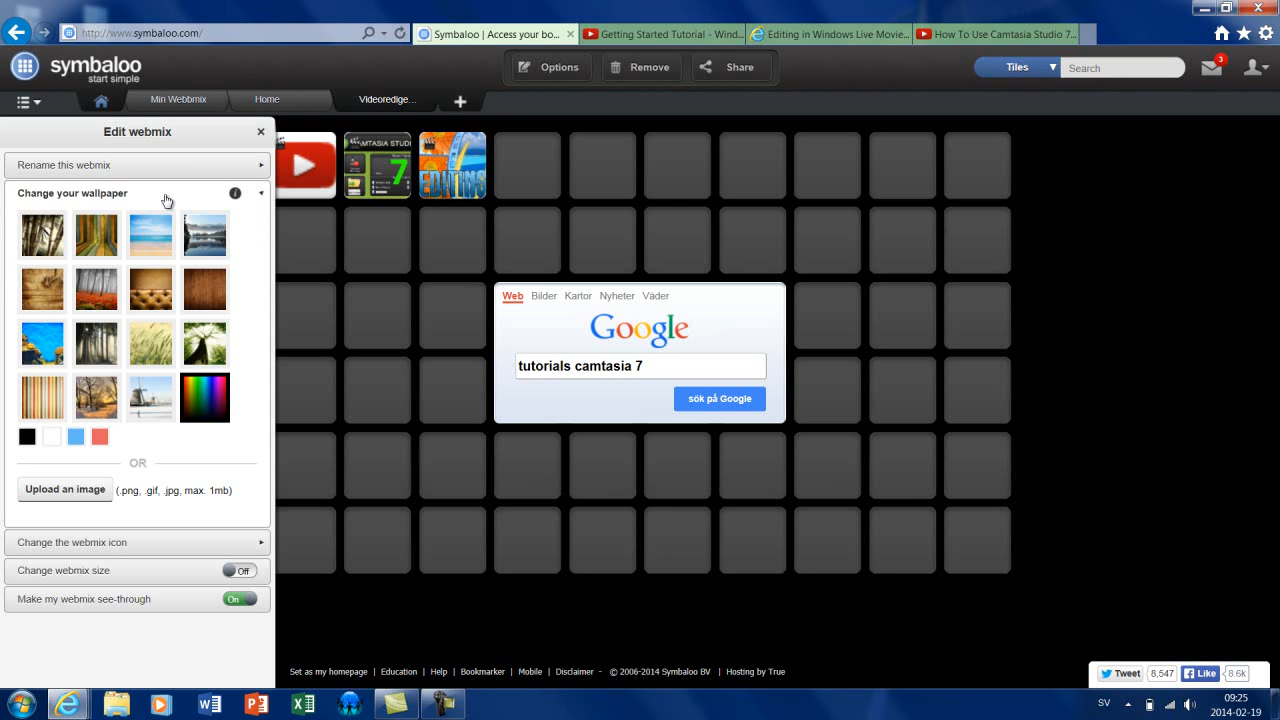 http://www.symbaloo.com/
Symbaloo | Access your bo...
Getting Started Tutorial - Wind...
Editing in Windows Live Movie...
How To Use Camtasia Studio 7...
symbaloo
start simple
Options
Remove
Share
Tiles
Search
3
Min Webbmix
Home
Videoredige...
Edit webmix
Rename this webmix
Change your wallpaper
OR
Upload an image (.png, .gif, .jpg, max. 1mb)
Change the webmix icon
Change webmix size
Off
Make my webmix see-through
On
CAMTASIA STUDI
7
EDITING
Web Bilder Kartor Nyheter Väder
Google
tutorials camtasia 7
sök på Google
Set as my homepage | Education | Help | Bookmarker | Mobile | Disclaimer - © 2006-2014 Symbaloo BV | Hosting by True
Tweet 8,547 Like 8.6k
SV
09:25
2014-02-19